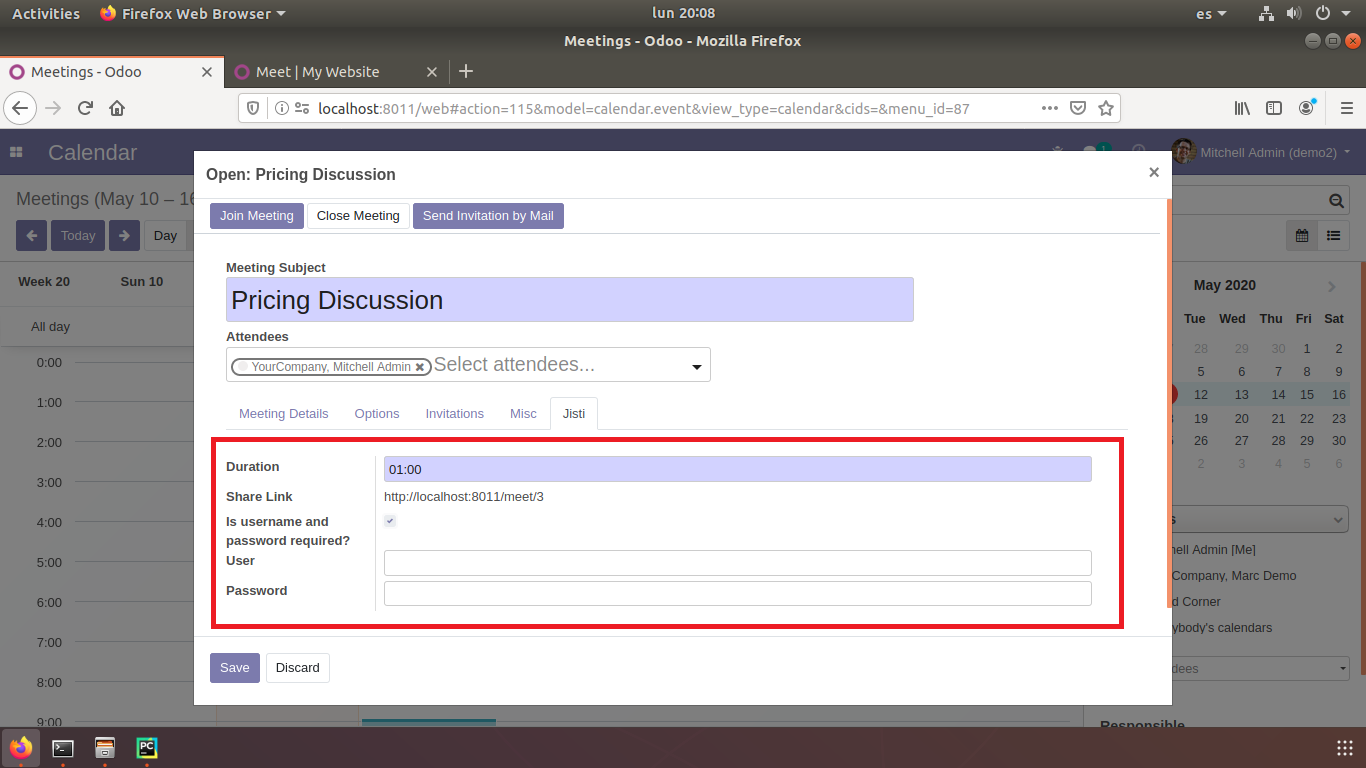 Activities Firefox Web Browser lun 20:08 es
Meetings - Odoo - Mozilla Firefox
Meetings - Odoo Meet | My Website
localhost:8011/web#action=115&model=calendar.event&view_type=calendar&cids=&menu_id=87
Calendar 1 Mitchell Admin (demo2)
Open: Pricing Discussion ×
Meetings (May 10 – 16
Join Meeting Close Meeting Send Invitation by Mail
Today Day
Meeting Subject
Week 20 Sun 10 May 2020
Pricing Discussion
Tue Wed Thu Fri Sat
All day
Attendees
28 29 30 1 2
0:00
YourCompany, Mitchell Admin Select attendees...
5 6 7 8 9
1:00
12 13 14 15 16
Meeting Details Options Invitations Misc Jisti
19 20 21 22 23
2:00
26 27 28 29 30
Duration 01:00
2 3 4 5 6
3:00
Share Link http://localhost:8011/meet/3
4:00
Is username and
password required?
hell Admin [Me]
5:00
User
Company, Marc Demo
Password
6:00
d Corner
ybody's calendars
7:00
Save Discard
dees
8:00
9:00
Responsible
PC